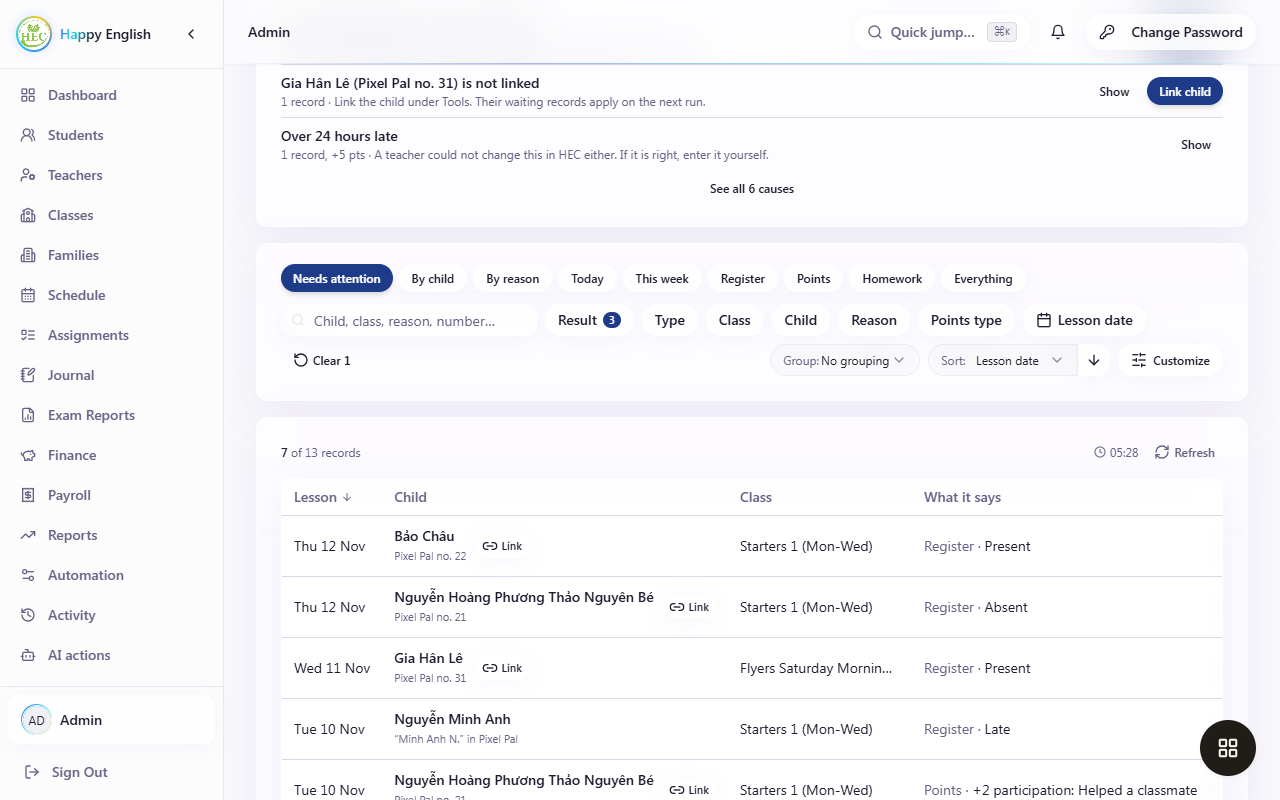 HEC
Happy English
Admin
Quick jump...
⌘K
Change Password
Dashboard
Students
Teachers
Classes
Families
Schedule
Assignments
Journal
Exam Reports
Finance
Payroll
Reports
Automation
Activity
AI actions
AD
Admin
Sign Out
Gia Hân Lê (Pixel Pal no. 31) is not linked
1 record · Link the child under Tools. Their waiting records apply on the next run.
Show
Link child
Over 24 hours late
1 record, +5 pts · A teacher could not change this in HEC either. If it is right, enter it yourself.
Show
See all 6 causes
Needs attention
By child
By reason
Today
This week
Register
Points
Homework
Everything
Child, class, reason, number...
Result 3
Type
Class
Child
Reason
Points type
Lesson date
Clear 1
Group: No grouping
Sort: Lesson date
Customize
7 of 13 records
05:28
Refresh
Lesson
Child
Class
What it says
Thu 12 Nov
Bảo Châu
Pixel Pal no. 22
Link
Starters 1 (Mon-Wed)
Register · Present
Thu 12 Nov
Nguyễn Hoàng Phương Thảo Nguyên Bé
Pixel Pal no. 21
Link
Starters 1 (Mon-Wed)
Register · Absent
Wed 11 Nov
Gia Hân Lê
Pixel Pal no. 31
Link
Flyers Saturday Mornin...
Register · Present
Tue 10 Nov
Nguyễn Minh Anh
“Minh Anh N.” in Pixel Pal
Starters 1 (Mon-Wed)
Register · Late
Tue 10 Nov
Nguyễn Hoàng Phương Thảo Nguyên Bé
Pixel Pal no. 21
Link
Starters 1 (Mon-Wed)
Points · +2 participation: Helped a classmate